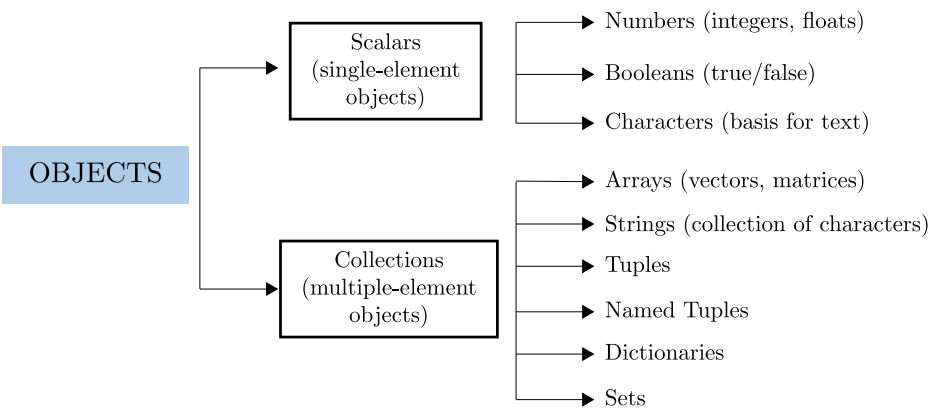 OBJECTS
Scalars
(single-element
objects)
Numbers (integers, floats)
Booleans (true/false)
Characters (basis for text)
Collections
(multiple-element
objects)
Arrays (vectors, matrices)
Strings (collection of characters)
Tuples
Named Tuples
Dictionaries
Sets